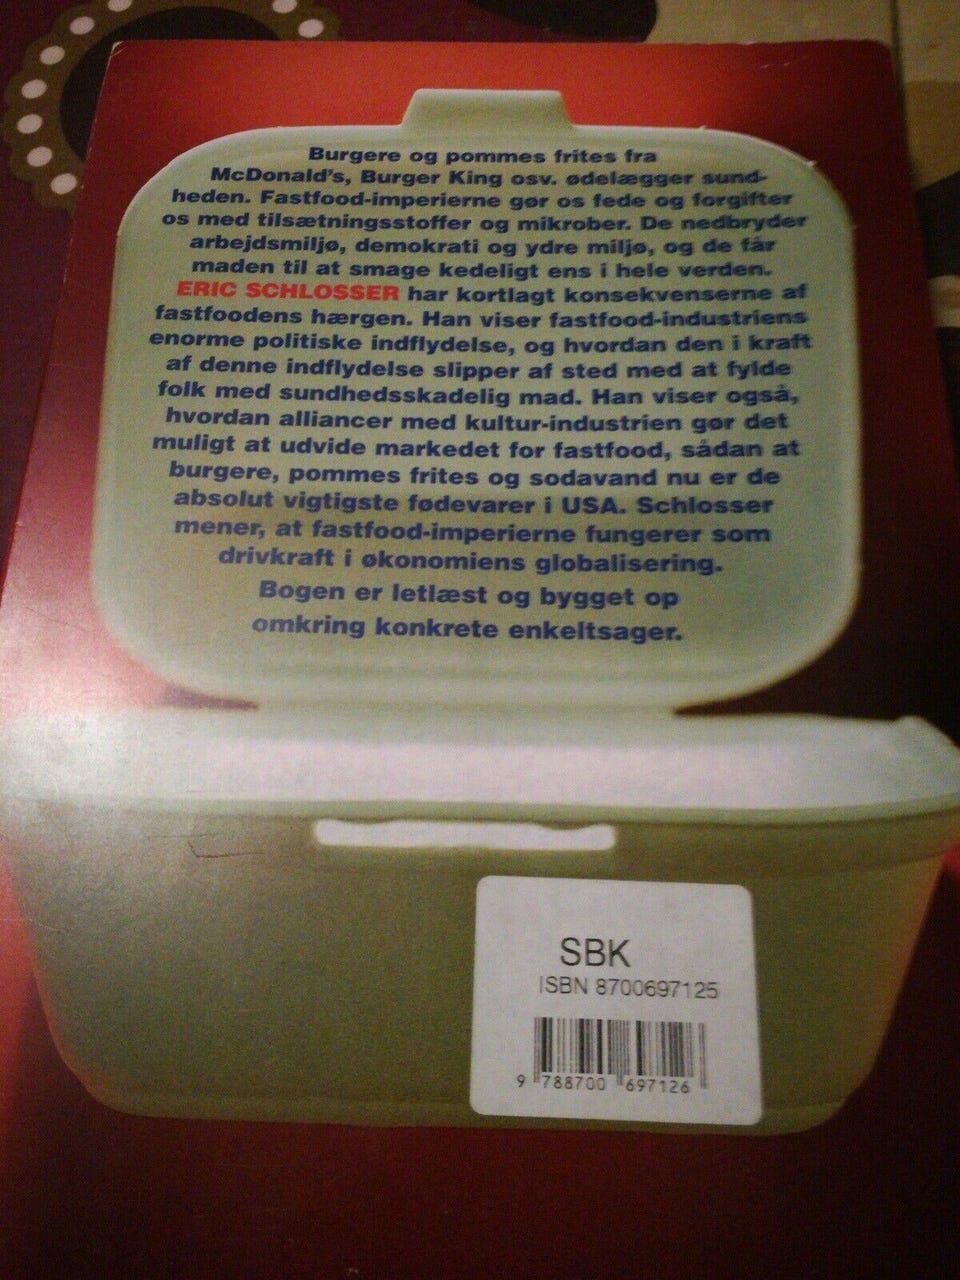 Burgere og pommes frites fra
McDonald's, Burger King osv. ødelægger sund-
heden. Fastfood-imperierne gør os fede og forgifter
os med tilsætningsstoffer og mikrober. De nedbryder
arbejdsmiljø, demokrati og ydre miljø, og de får
maden til at smage kedeligt ens i hele verden.
ERIC SCHLOSSER har kortlagt konsekvenserne af
fastfoodens hærgen. Han viser fastfood-industriens
enorme politiske indflydelse, og hvordan den i kraft
af denne indflydelse slipper af sted med at fylde
folk med sundhedsskadelig mad. Han viser også,
hvordan alliancer med kultur-industrien gør det
muligt at udvide markedet for fastfood, sådan at
burgere, pommes frites og sodavand nu er de
absolut vigtigste fødevarer i USA. Schlosser
mener, at fastfood-imperierne fungerer som
drivkraft i økonomiens globalisering.
Bogen er letlæst og bygget op
omkring konkrete enkeltsager.
SBK
ISBN 8700697125
9 788700 697126